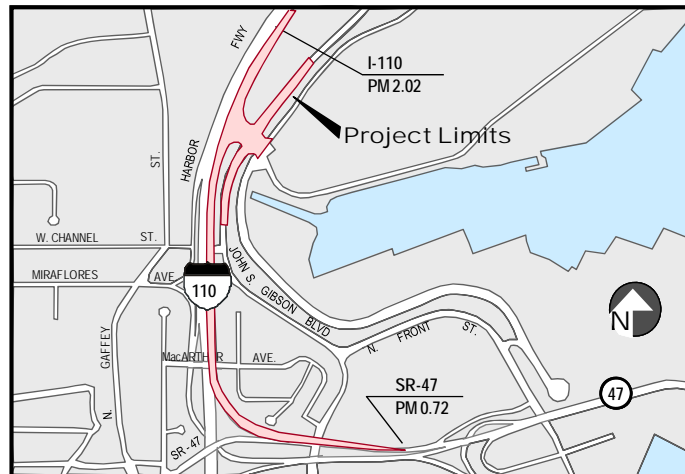 FWY
I-110
PM 2.02
Project Limits
ST.
HARBOR
W. CHANNEL ST.
MIRAFLORES AVE
110
JOHN S. GIBSON BLVD
N. FRONT ST.
N
GAFFEY
N.
MacARTHUR AVE.
SR-47
PM 0.72
47
SR-47